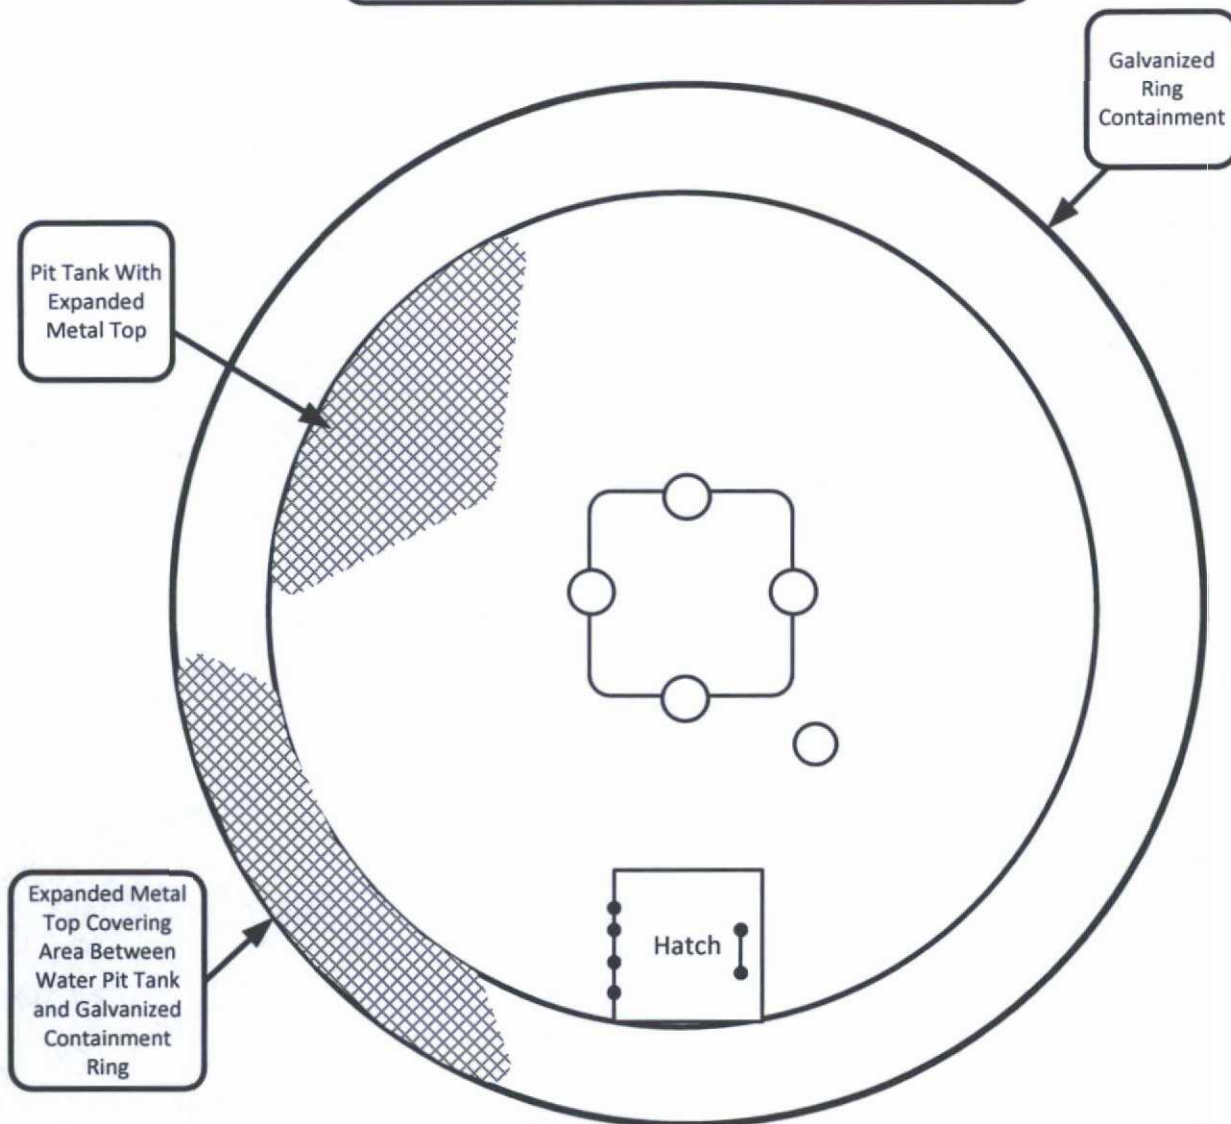 Galvanized
Ring
Containment
Pit Tank With
Expanded
Metal Top
Expanded Metal
Top Covering
Area Between
Water Pit Tank
and Galvanized
Containment
Ring
Hatch